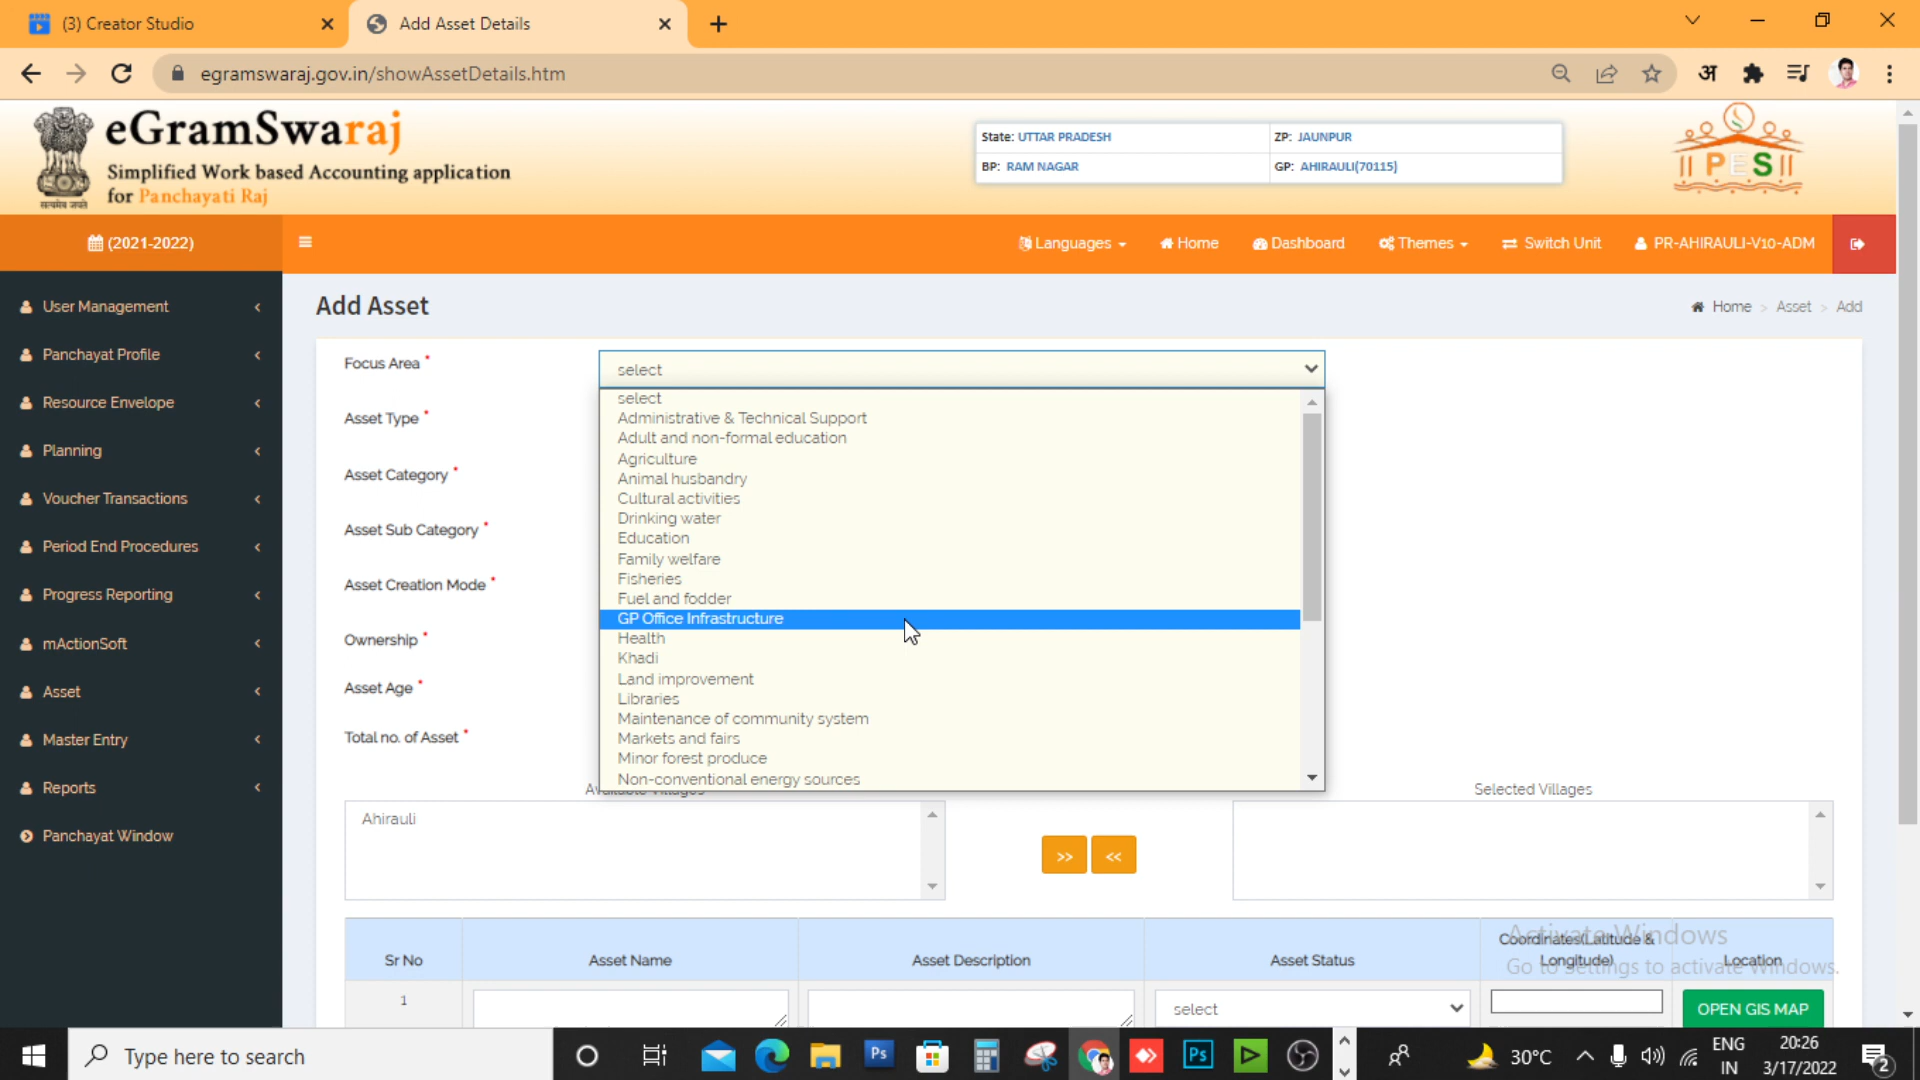 (3) Creator Studio
Add Asset Details
egramswaraj.gov.in/showAssetDetails.htm
अ
सत्यमेव जयते
eGramSwaraj
Simplified Work based Accounting application
for Panchayati Raj
State: UTTAR PRADESH
ZP: JAUNPUR
BP: RAM NAGAR
GP: AHIRAULI(70115)
PES
(2021-2022)
Languages
Home
Dashboard
Themes
Switch Unit
PR-AHIRAULI-V10-ADM
User Management
Panchayat Profile
Resource Envelope
Planning
Voucher Transactions
Period End Procedures
Progress Reporting
mActionSoft
Asset
Master Entry
Reports
Panchayat Window
Add Asset
Home > Asset > Add
Focus Area *
Asset Type *
Asset Category *
Asset Sub Category *
Asset Creation Mode *
Ownership *
Asset Age *
Total no. of Asset *
select
select
Administrative & Technical Support
Adult and non-formal education
Agriculture
Animal husbandry
Cultural activities
Drinking water
Education
Family welfare
Fisheries
Fuel and fodder
GP Office Infrastructure
Health
Khadi
Land improvement
Libraries
Maintenance of community system
Markets and fairs
Minor forest produce
Non-conventional energy sources
Available Villages
Selected Villages
Ahirauli
>>
<<
Sr No
Asset Name
Asset Description
Asset Status
Coordinates(Latitude & Longitude)
Location
1
select
OPEN GIS MAP
Activate Windows
Go to Settings to activate Windows.
Type here to search
Ps
Ps
30°C
ENG
IN
20:26
3/17/2022
2